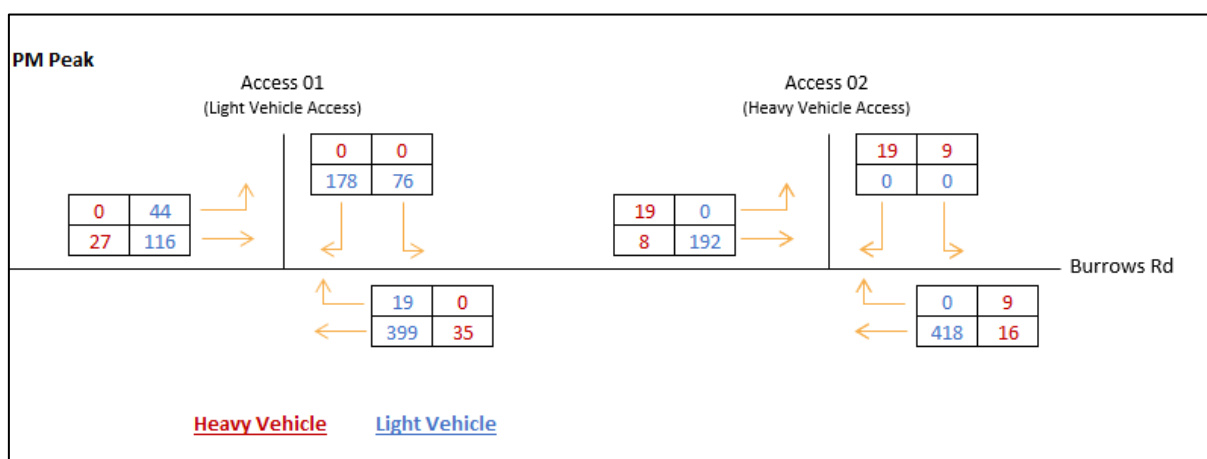 PM Peak
Access 01
(Light Vehicle Access)
Access 02
(Heavy Vehicle Access)
0 0
178 76
19 9
0 0
0 44
27 116
19 0
8 192
Burrows Rd
19 0
399 35
0 9
418 16
Heavy Vehicle Light Vehicle